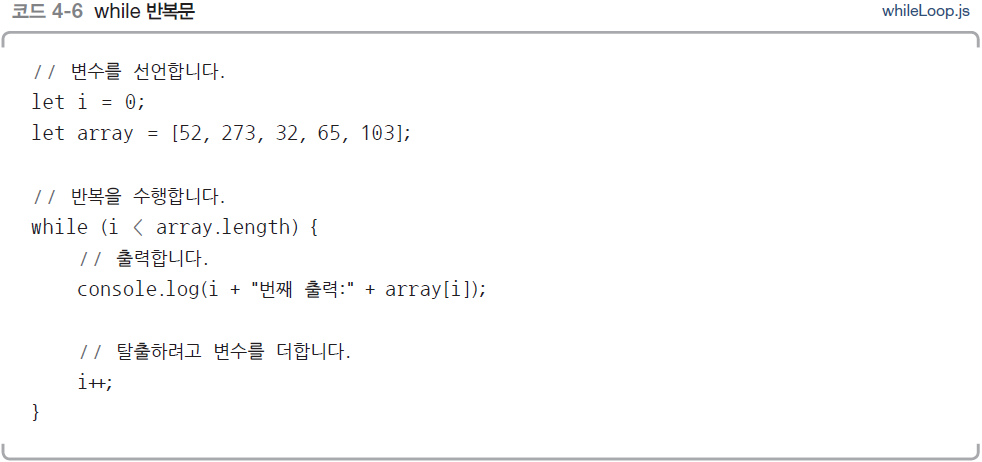 코드 4-6 while 반복문 whileLoop.js
// 변수를 선언합니다.
let i = 0;
let array = [52, 273, 32, 65, 103];
// 반복을 수행합니다.
while (i < array.length) {
// 출력합니다.
console.log(i + "번째 출력:" + array[i]);
// 탈출하려고 변수를 더합니다.
i++;
}